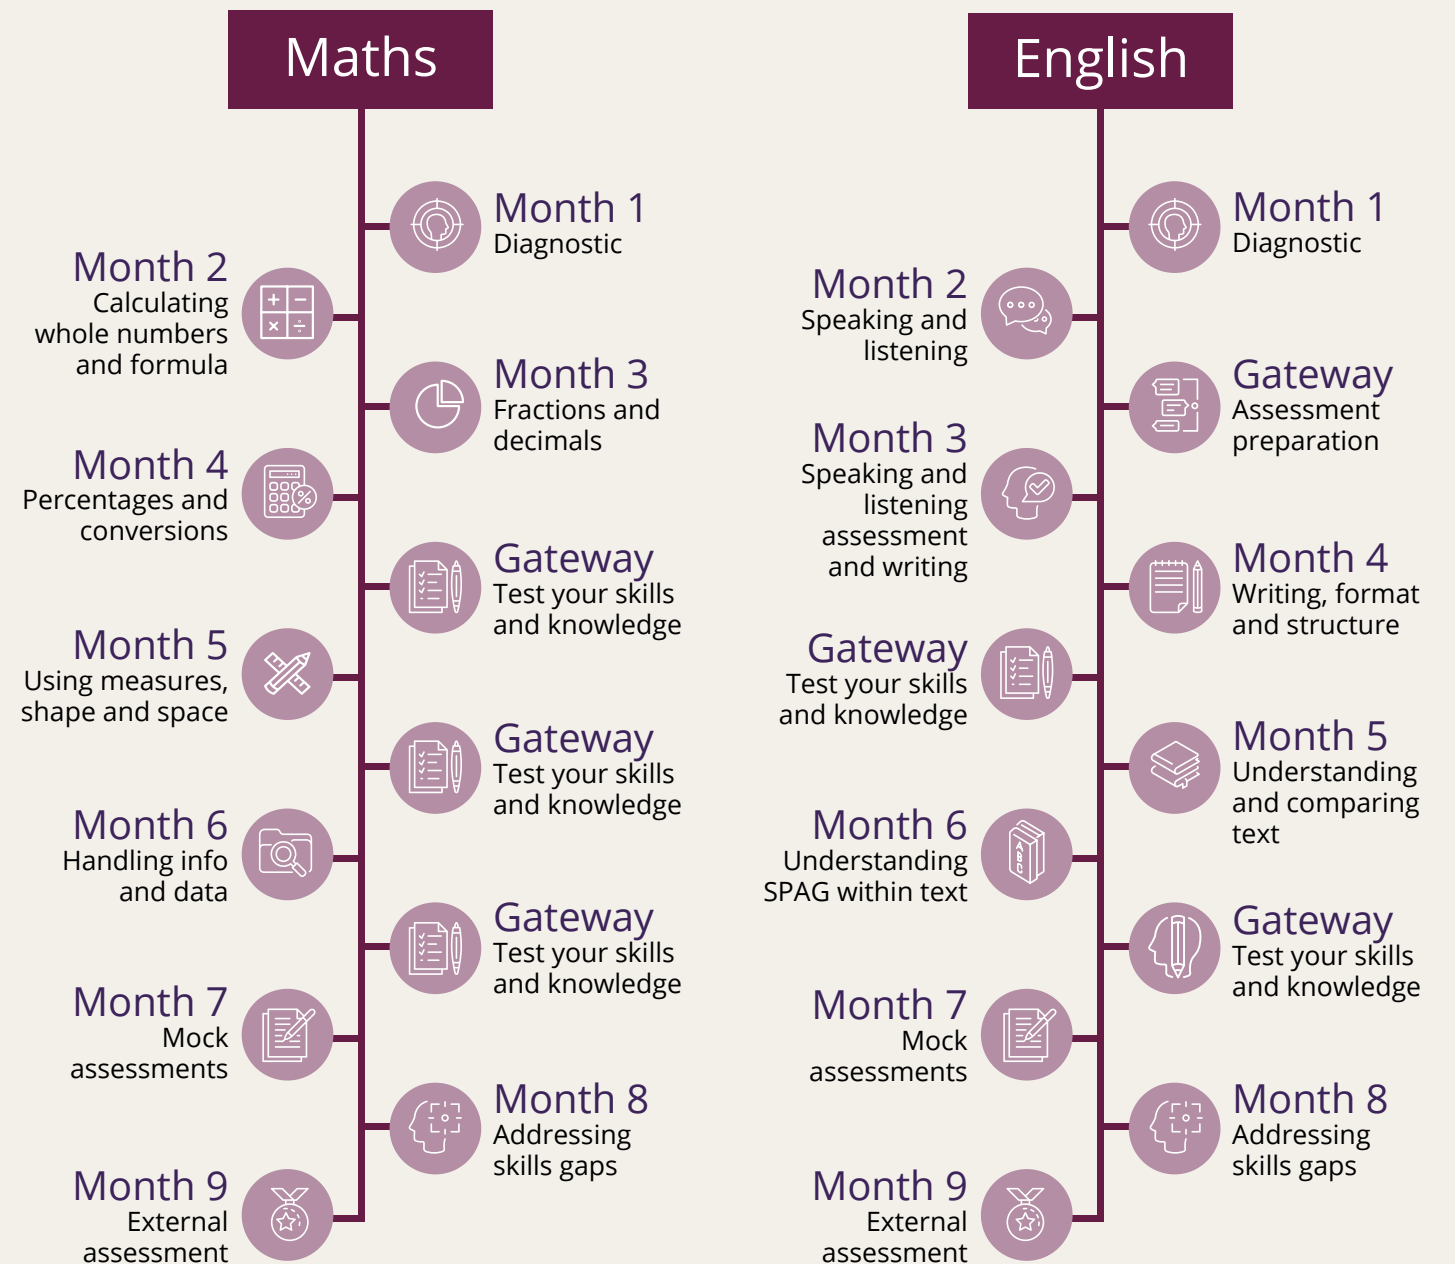 Maths
Month 1
Diagnostic
Month 2
Calculating
whole numbers
and formula
Month 3
Fractions and
decimals
Month 4
Percentages and
conversions
Gateway
Test your skills
and knowledge
Month 5
Using measures,
shape and space
Gateway
Test your skills
and knowledge
Month 6
Handling info
and data
Gateway
Test your skills
and knowledge
Month 7
Mock
assessments
Month 8
Addressing
skills gaps
Month 9
External
assessment
English
Month 1
Diagnostic
Month 2
Speaking and
listening
Gateway
Assessment
preparation
Month 3
Speaking and
listening
assessment
and writing
Month 4
Writing, format
and structure
Gateway
Test your skills
and knowledge
Month 5
Understanding
and comparing
text
Month 6
Understanding
SPAG within text
A
B
C
Gateway
Test your skills
and knowledge
Month 7
Mock
assessments
Month 8
Addressing
skills gaps
Month 9
External
assessment